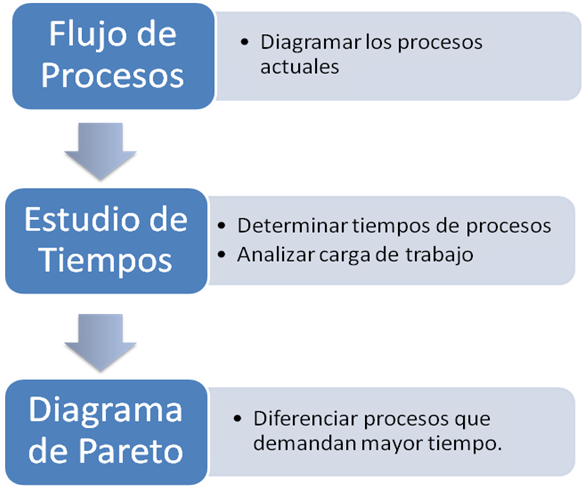 Flujo de
Procesos
• Diagramar los procesos
actuales
Estudio de
Tiempos
• Determinar tiempos de procesos
• Analizar carga de trabajo
Diagrama
de Pareto
• Diferenciar procesos que
demandan mayor tiempo.